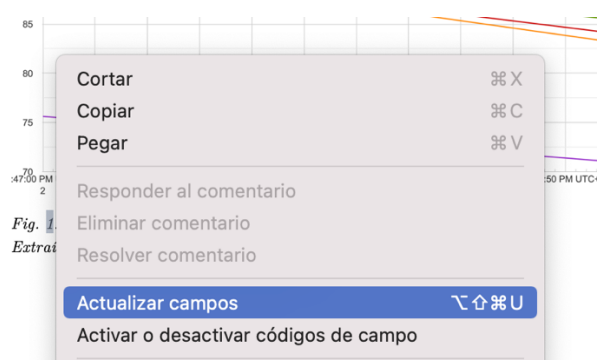 85
80
75
70
:47:00 PM
2
:50 PM UTC
Cortar ⌘X
Copiar ⌘C
Pegar ⌘V
Responder al comentario
Eliminar comentario
Resolver comentario
Actualizar campos ⌥⇧⌘U
Activar o desactivar códigos de campo
Fig. 1
Extraí